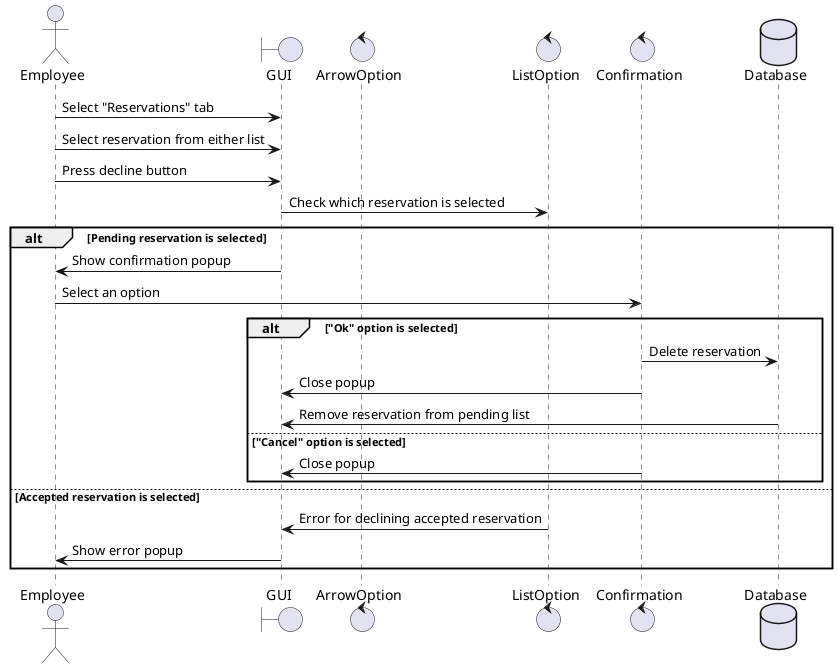 Employee
GUI
ArrowOption
ListOption
Confirmation
Database
Select "Reservations" tab
Select reservation from either list
Press decline button
Check which reservation is selected
alt [Pending reservation is selected]
Show confirmation popup
Select an option
alt ["Ok" option is selected]
Delete reservation
Close popup
Remove reservation from pending list
["Cancel" option is selected]
Close popup
[Accepted reservation is selected]
Error for declining accepted reservation
Show error popup
Employee
GUI
ArrowOption
ListOption
Confirmation
Database